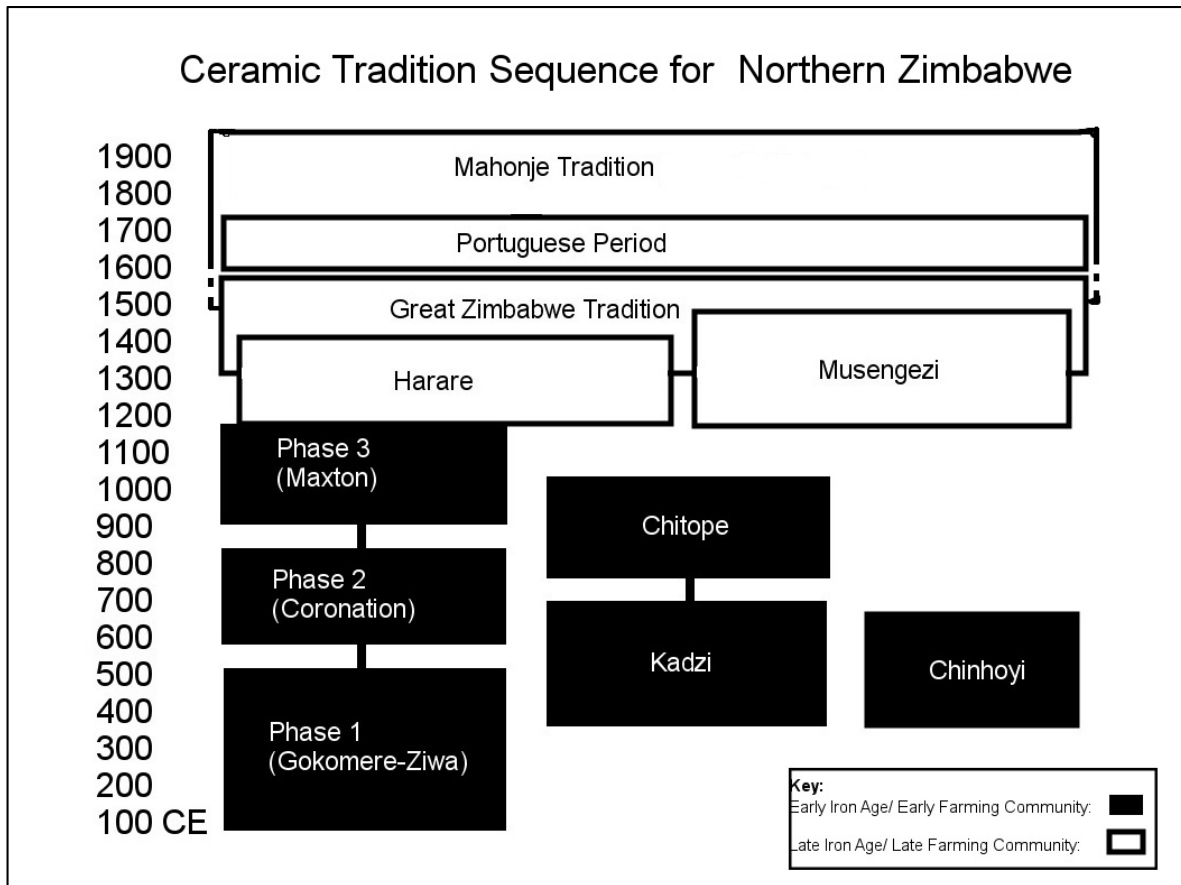 Ceramic Tradition Sequence for Northern Zimbabwe
1900
1800
1700
1600
1500
1400
1300
1200
1100
1000
900
800
700
600
500
400
300
200
100 CE
Mahonje Tradition
Portuguese Period
Great Zimbabwe Tradition
Harare
Musengezi
Phase 3
(Maxton)
Chitope
Phase 2
(Coronation)
Kadzi
Chinhoyi
Phase 1
(Gokomere-Ziwa)
Key:
Early Iron Age/ Early Farming Community:
Late Iron Age/ Late Farming Community: